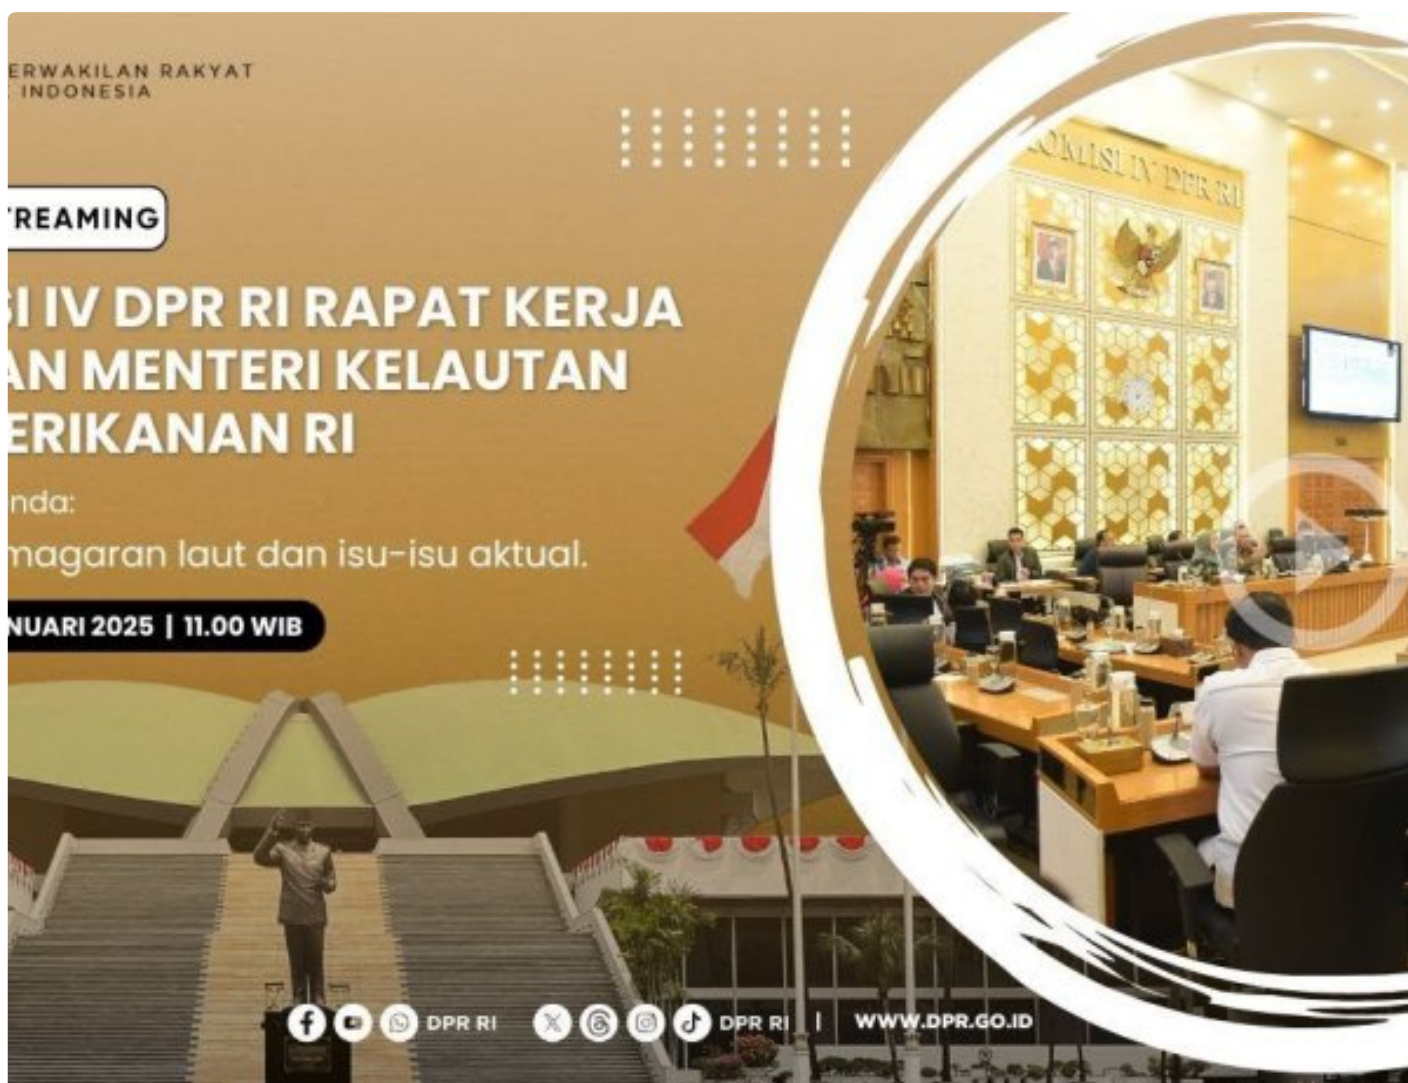 ERWAKILAN RAKYAT
INDONESIA
TREAMING
SI IV DPR RI RAPAT KERJA
AN MENTERI KELAUTAN
ERIKANAN RI
nda:
magaran laut dan isu-isu aktual.
NUARI 2025 | 11.00 WIB
KOMISI IV DPR RI
DPR RI
DPR RI | WWW.DPR.GO.ID